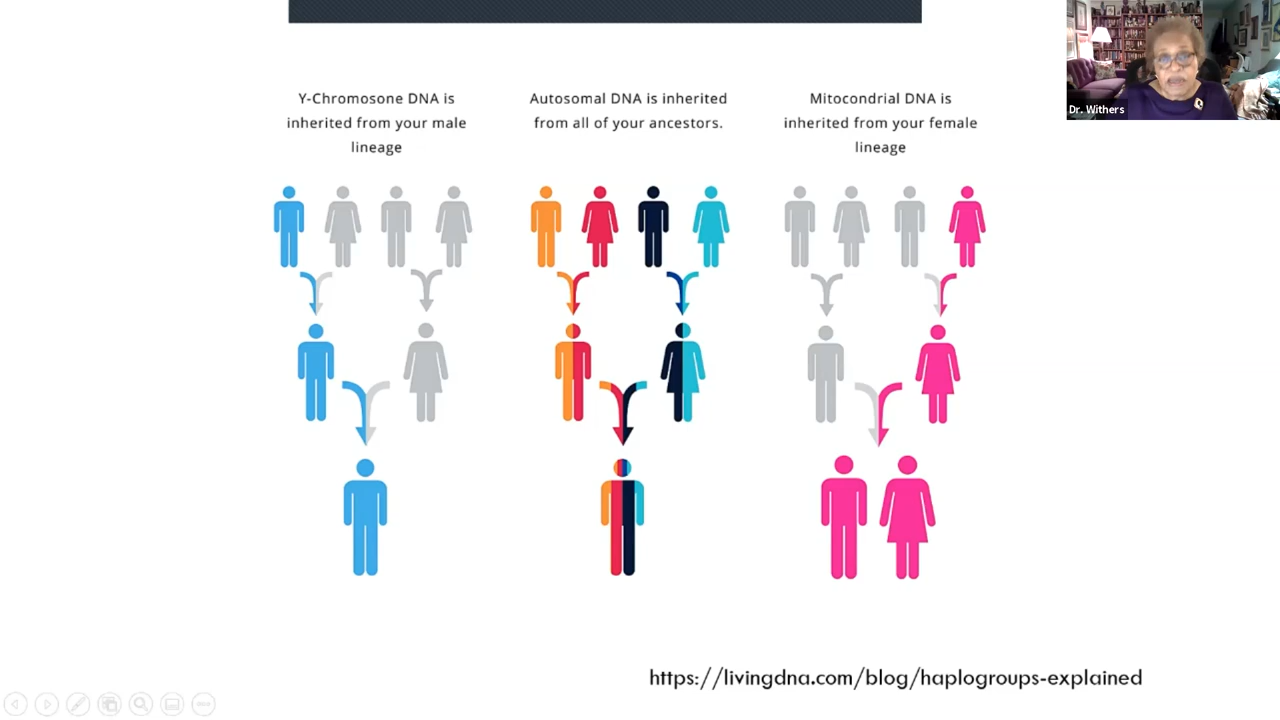 Y-Chromosone DNA is
inherited from your male
lineage
Autosomal DNA is inherited
from all of your ancestors.
Mitocondrial DNA is
inherited from your female
lineage
Dr. Withers
https://livingdna.com/blog/haplogroups-explained